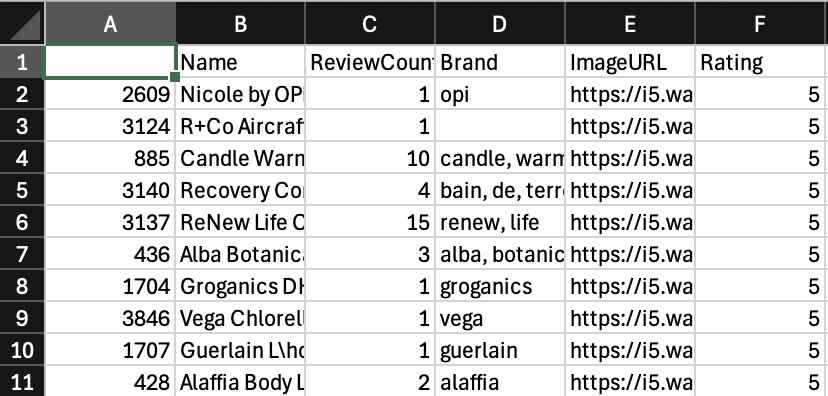 A B C D E F
1 Name ReviewCoun Brand ImageURL Rating
2 2609 Nicole by OP 1 opi https://i5.wa 5
3 3124 R+Co Aircraf 1 https://i5.wa 5
4 885 Candle Warn 10 candle, warm https://i5.wa 5
5 3140 Recovery Co 4 bain, de, terr https://i5.wa 5
6 3137 ReNew Life C 15 renew, life https://i5.wa 5
7 436 Alba Botanic 3 alba, botanic https://i5.wa 5
8 1704 Groganics DH 1 groganics https://i5.wa 5
9 3846 Vega Chlorel 1 vega https://i5.wa 5
10 1707 Guerlain L\ho 1 guerlain https://i5.wa 5
11 428 Alaffia Body L 2 alaffia https://i5.wa 5